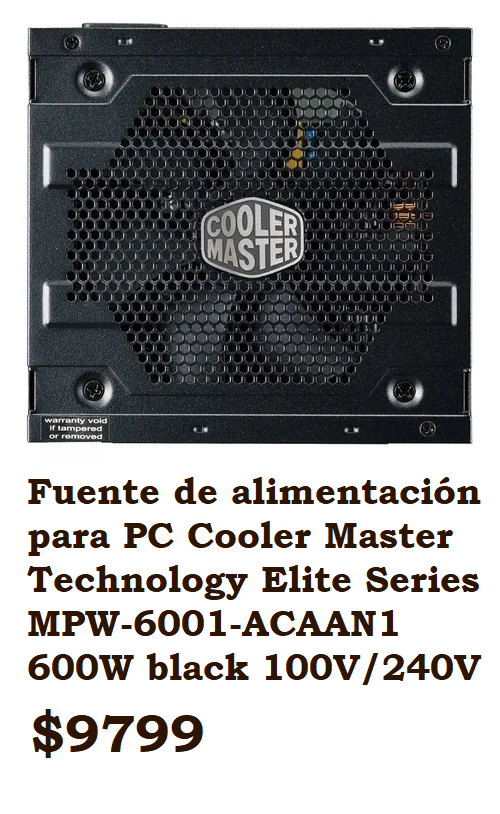 COOLER
MASTER
warranty void
if tampered
or removed
Fuente de alimentación
para PC Cooler Master
Technology Elite Series
MPW-6001-ACAAN1
600W black 100V/240V
$9799